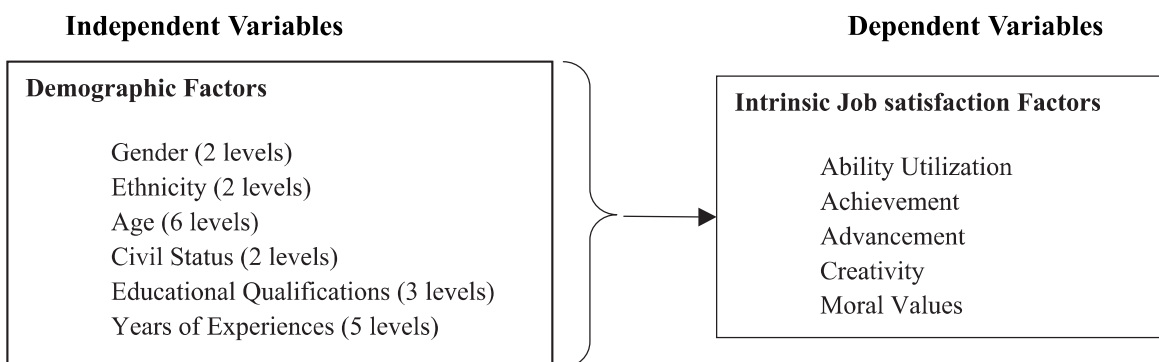 Independent Variables
Demographic Factors
Gender (2 levels)
Ethnicity (2 levels)
Age (6 levels)
Civil Status (2 levels)
Educational Qualifications (3 levels)
Years of Experiences (5 levels)
Dependent Variables
Intrinsic Job satisfaction Factors
Ability Utilization
Achievement
Advancement
Creativity
Moral Values